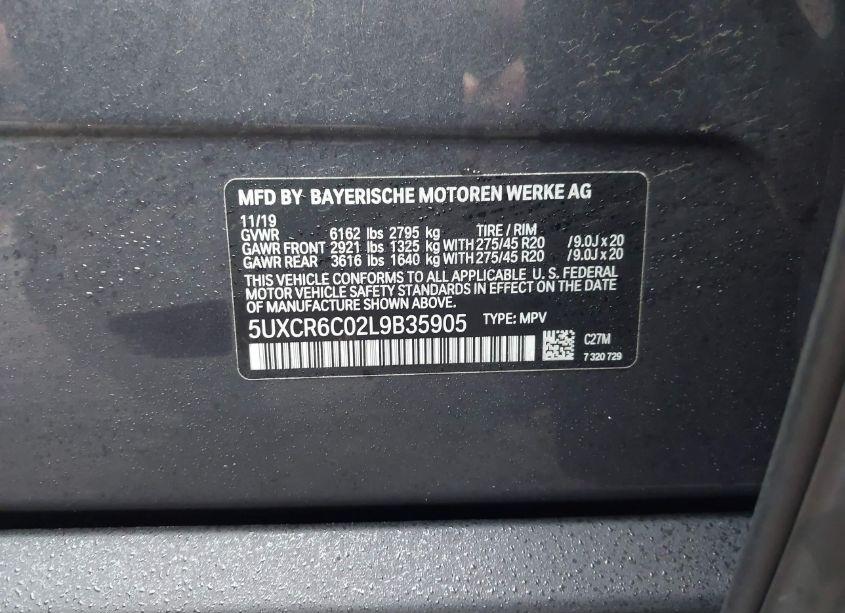 MFD BY BAYERISCHE MOTOREN WERKE AG
11/19
GVWR 6162 lbs 2795 kg TIRE / RIM
GAWR FRONT 2921 lbs 1325 kg WITH 275/45 R20 /9.0J x 20
GAWR REAR 3616 lbs 1640 kg WITH 275/45 R20 /9.0J x 20
THIS VEHICLE CONFORMS TO ALL APPLICABLE U. S. FEDERAL
MOTOR VEHICLE SAFETY STANDARDS IN EFFECT ON THE DATE
OF MANUFACTURE SHOWN ABOVE.
5UXCR6C02L9B35905 TYPE: MPV
C27M
7 320 729